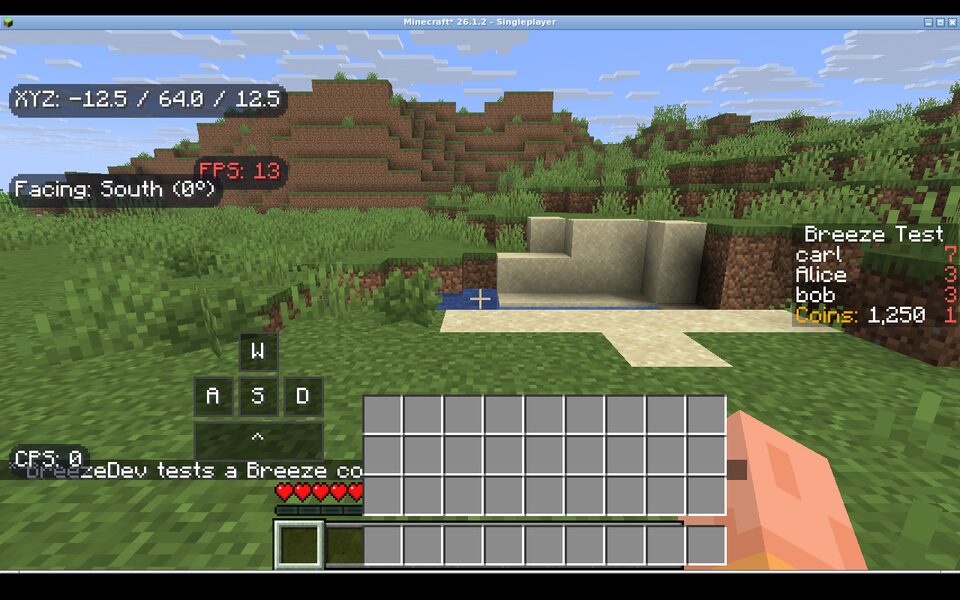 Minecraft* 26.1.2 - Singleplayer
XYZ: -12.5 / 64.0 / 12.5
FPS: 13
Facing: South (0°)
Breeze Test
carl 7
Alice 3
bob 3
Coins: 1,250 1
W
A S D
^
CPS: 0
BreezeDev tests a Breeze co